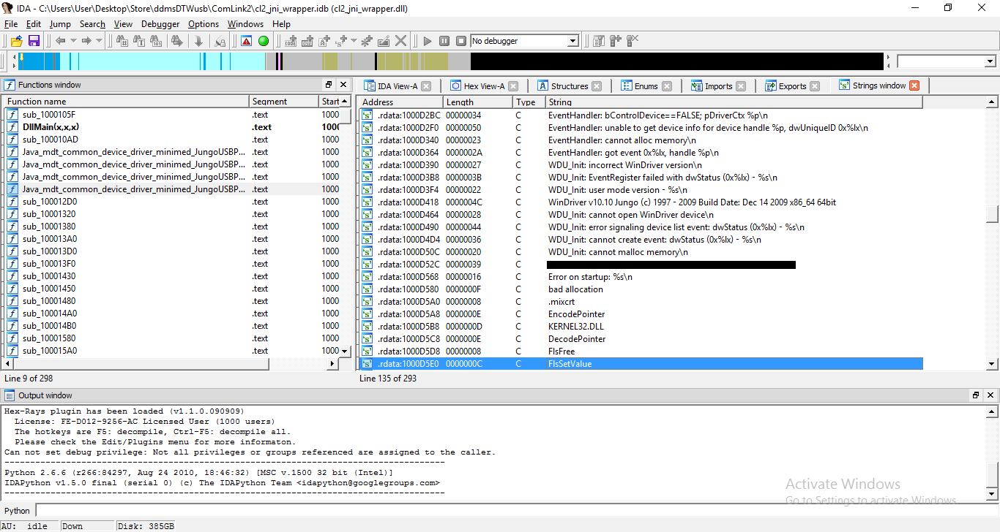 IDA - C:\Users\User\Desktop\Store\ddmsDTWusb\ComLink2\cl2_jni_wrapper.idb (cl2_jni_wrapper.dll)
File Edit Jump Search View Debugger Options Windows Help
No debugger
Functions window
IDA View-A Hex View-A Structures Enums Imports Exports Strings window
Function name Segment Start
sub_1000105F .text 1000
DllMain(x,x,x) .text 1000
sub_100010AD .text 1000
Java_mdt_common_device_driver_minimed_JungoUSBP... .text 1000
Java_mdt_common_device_driver_minimed_JungoUSBP... .text 1000
Java_mdt_common_device_driver_minimed_JungoUSBP... .text 1000
Java_mdt_common_device_driver_minimed_JungoUSBP... .text 1000
sub_100012D0 .text 1000
sub_10001320 .text 1000
sub_10001380 .text 1000
sub_100013A0 .text 1000
sub_100013D0 .text 1000
sub_100013F0 .text 1000
sub_10001430 .text 1000
sub_10001450 .text 1000
sub_10001480 .text 1000
sub_100014A0 .text 1000
sub_100014B0 .text 1000
sub_10001580 .text 1000
sub_100015A0 .text 1000
Line 9 of 298
Address Length Type String
.rdata:1000D2BC 00000034 C EventHandler: bControlDevice==FALSE; pDriverCtx %p\n
.rdata:1000D2F0 00000050 C EventHandler: unable to get device info for device handle %p, dwUniqueID 0x%lx\n
.rdata:1000D340 00000023 C EventHandler: cannot alloc memory\n
.rdata:1000D364 0000002A C EventHandler: got event 0x%lx, handle %p\n
.rdata:1000D390 00000027 C WDU_Init: incorrect WinDriver version\n
.rdata:1000D3B8 0000003B C WDU_Init: EventRegister failed with dwStatus (0x%lx) - %s\n
.rdata:1000D3F4 00000022 C WDU_Init: user mode version - %s\n
.rdata:1000D418 0000004C C WinDriver v10.10 Jungo (c) 1997 - 2009 Build Date: Dec 14 2009 x86_64 64bit
.rdata:1000D464 00000028 C WDU_Init: cannot open WinDriver device\n
.rdata:1000D490 00000044 C WDU_Init: error signaling device list event: dwStatus (0x%lx) - %s\n
.rdata:1000D4D4 00000036 C WDU_Init: cannot create event: dwStatus (0x%lx) - %s\n
.rdata:1000D50C 00000020 C WDU_Init: cannot malloc memory\n
.rdata:1000D52C 00000039 C
.rdata:1000D568 00000016 C Error on startup: %s\n
.rdata:1000D580 0000000F C bad allocation
.rdata:1000D5A0 00000008 C .mixcrt
.rdata:1000D5A8 0000000E C EncodePointer
.rdata:1000D5B8 0000000D C KERNEL32.DLL
.rdata:1000D5C8 0000000E C DecodePointer
.rdata:1000D5D8 00000008 C FlsFree
.rdata:1000D5E0 0000000C C FlsSetValue
Line 135 of 293
Output window
Hex-Rays plugin has been loaded (v1.1.0.090909)
License: FE-D012-9256-AC Licensed User (1000 users)
The hotkeys are F5: decompile, Ctrl-F5: decompile all.
Please check the Edit/Plugins menu for more informaton.
Can not set debug privilege: Not all privileges or groups referenced are assigned to the caller.
Python 2.6.6 (r266:84297, Aug 24 2010, 18:46:32) [MSC v.1500 32 bit (Intel)]
IDAPython v1.5.0 final (serial 0) (c) The IDAPython Team <idapython@googlegroups.com>
Activate Windows
Go to Settings to activate Windows.
Python
AU: idle Down Disk: 385GB